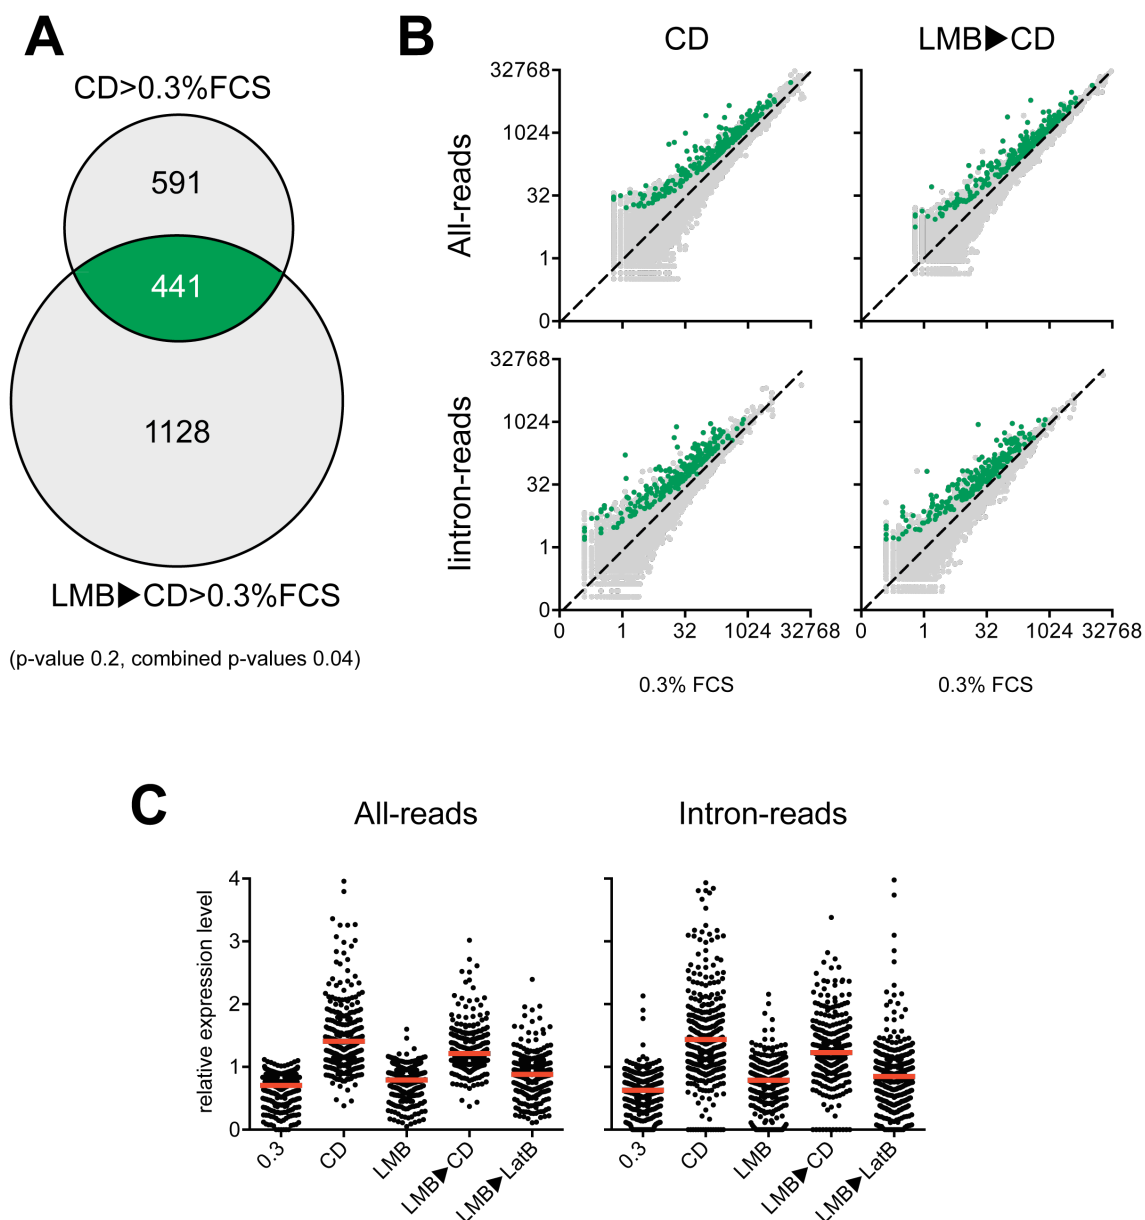 A
CD>0.3%FCS
591
441
1128
LMB▶CD>0.3%FCS
(p-value 0.2, combined p-values 0.04)
B
CD
LMB▶CD
All-reads
32768
1024
32
1
0
Iintron-reads
32768
1024
32
1
0
0 1 32 1024 32768
0 1 32 1024 32768
0.3% FCS
0.3% FCS
C
All-reads
Intron-reads
relative expression level
4
3
2
1
0
0.3
CD
LMB
LMB▶CD
LMB▶LatB
0.3
CD
LMB
LMB▶CD
LMB▶LatB